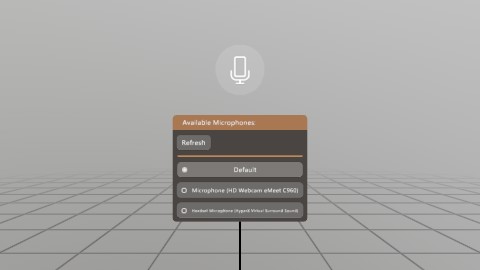 Available Microphones:
Refresh
Default
Microphone (HD Webcam eMeet C960)
Headset Microphone (HyperX Virtual Surround Sound)